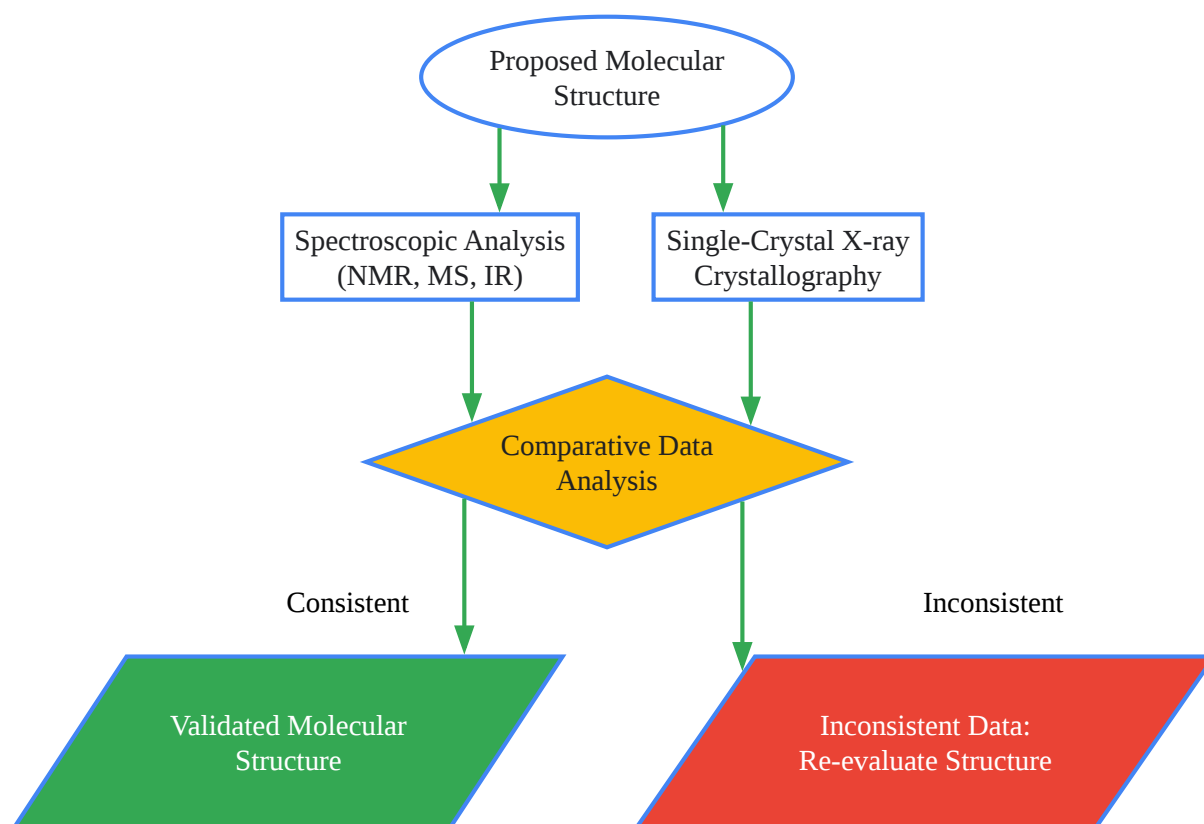 Proposed Molecular
Structure
Spectroscopic Analysis
(NMR, MS, IR)
Single-Crystal X-ray
Crystallography
Comparative Data
Analysis
Consistent
Inconsistent
Validated Molecular
Structure
Inconsistent Data:
Re-evaluate Structure